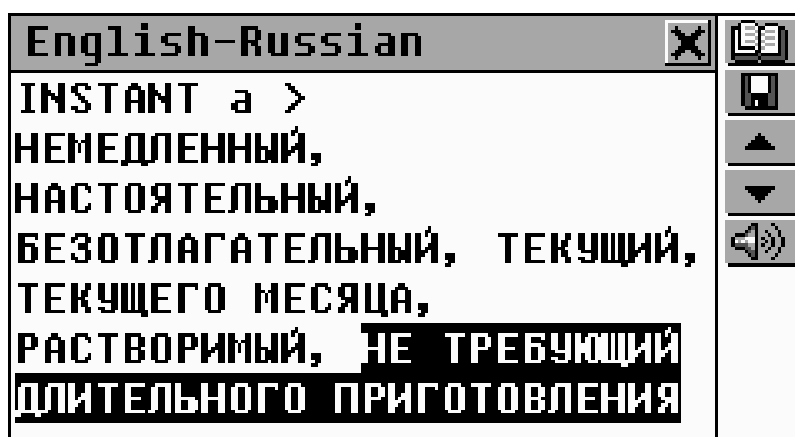 English-Russian
INSTANT a >
НЕМЕДЛЕННЫЙ,
НАСТОЯТЕЛЬНЫЙ,
БЕЗОТЛАГАТЕЛЬНЫЙ, ТЕКУЩИЙ,
ТЕКУЩЕГО МЕСЯЦА,
РАСТВОРИМЫЙ, НЕ ТРЕБУЮЩИЙ
ДЛИТЕЛЬНОГО ПРИГОТОВЛЕНИЯ